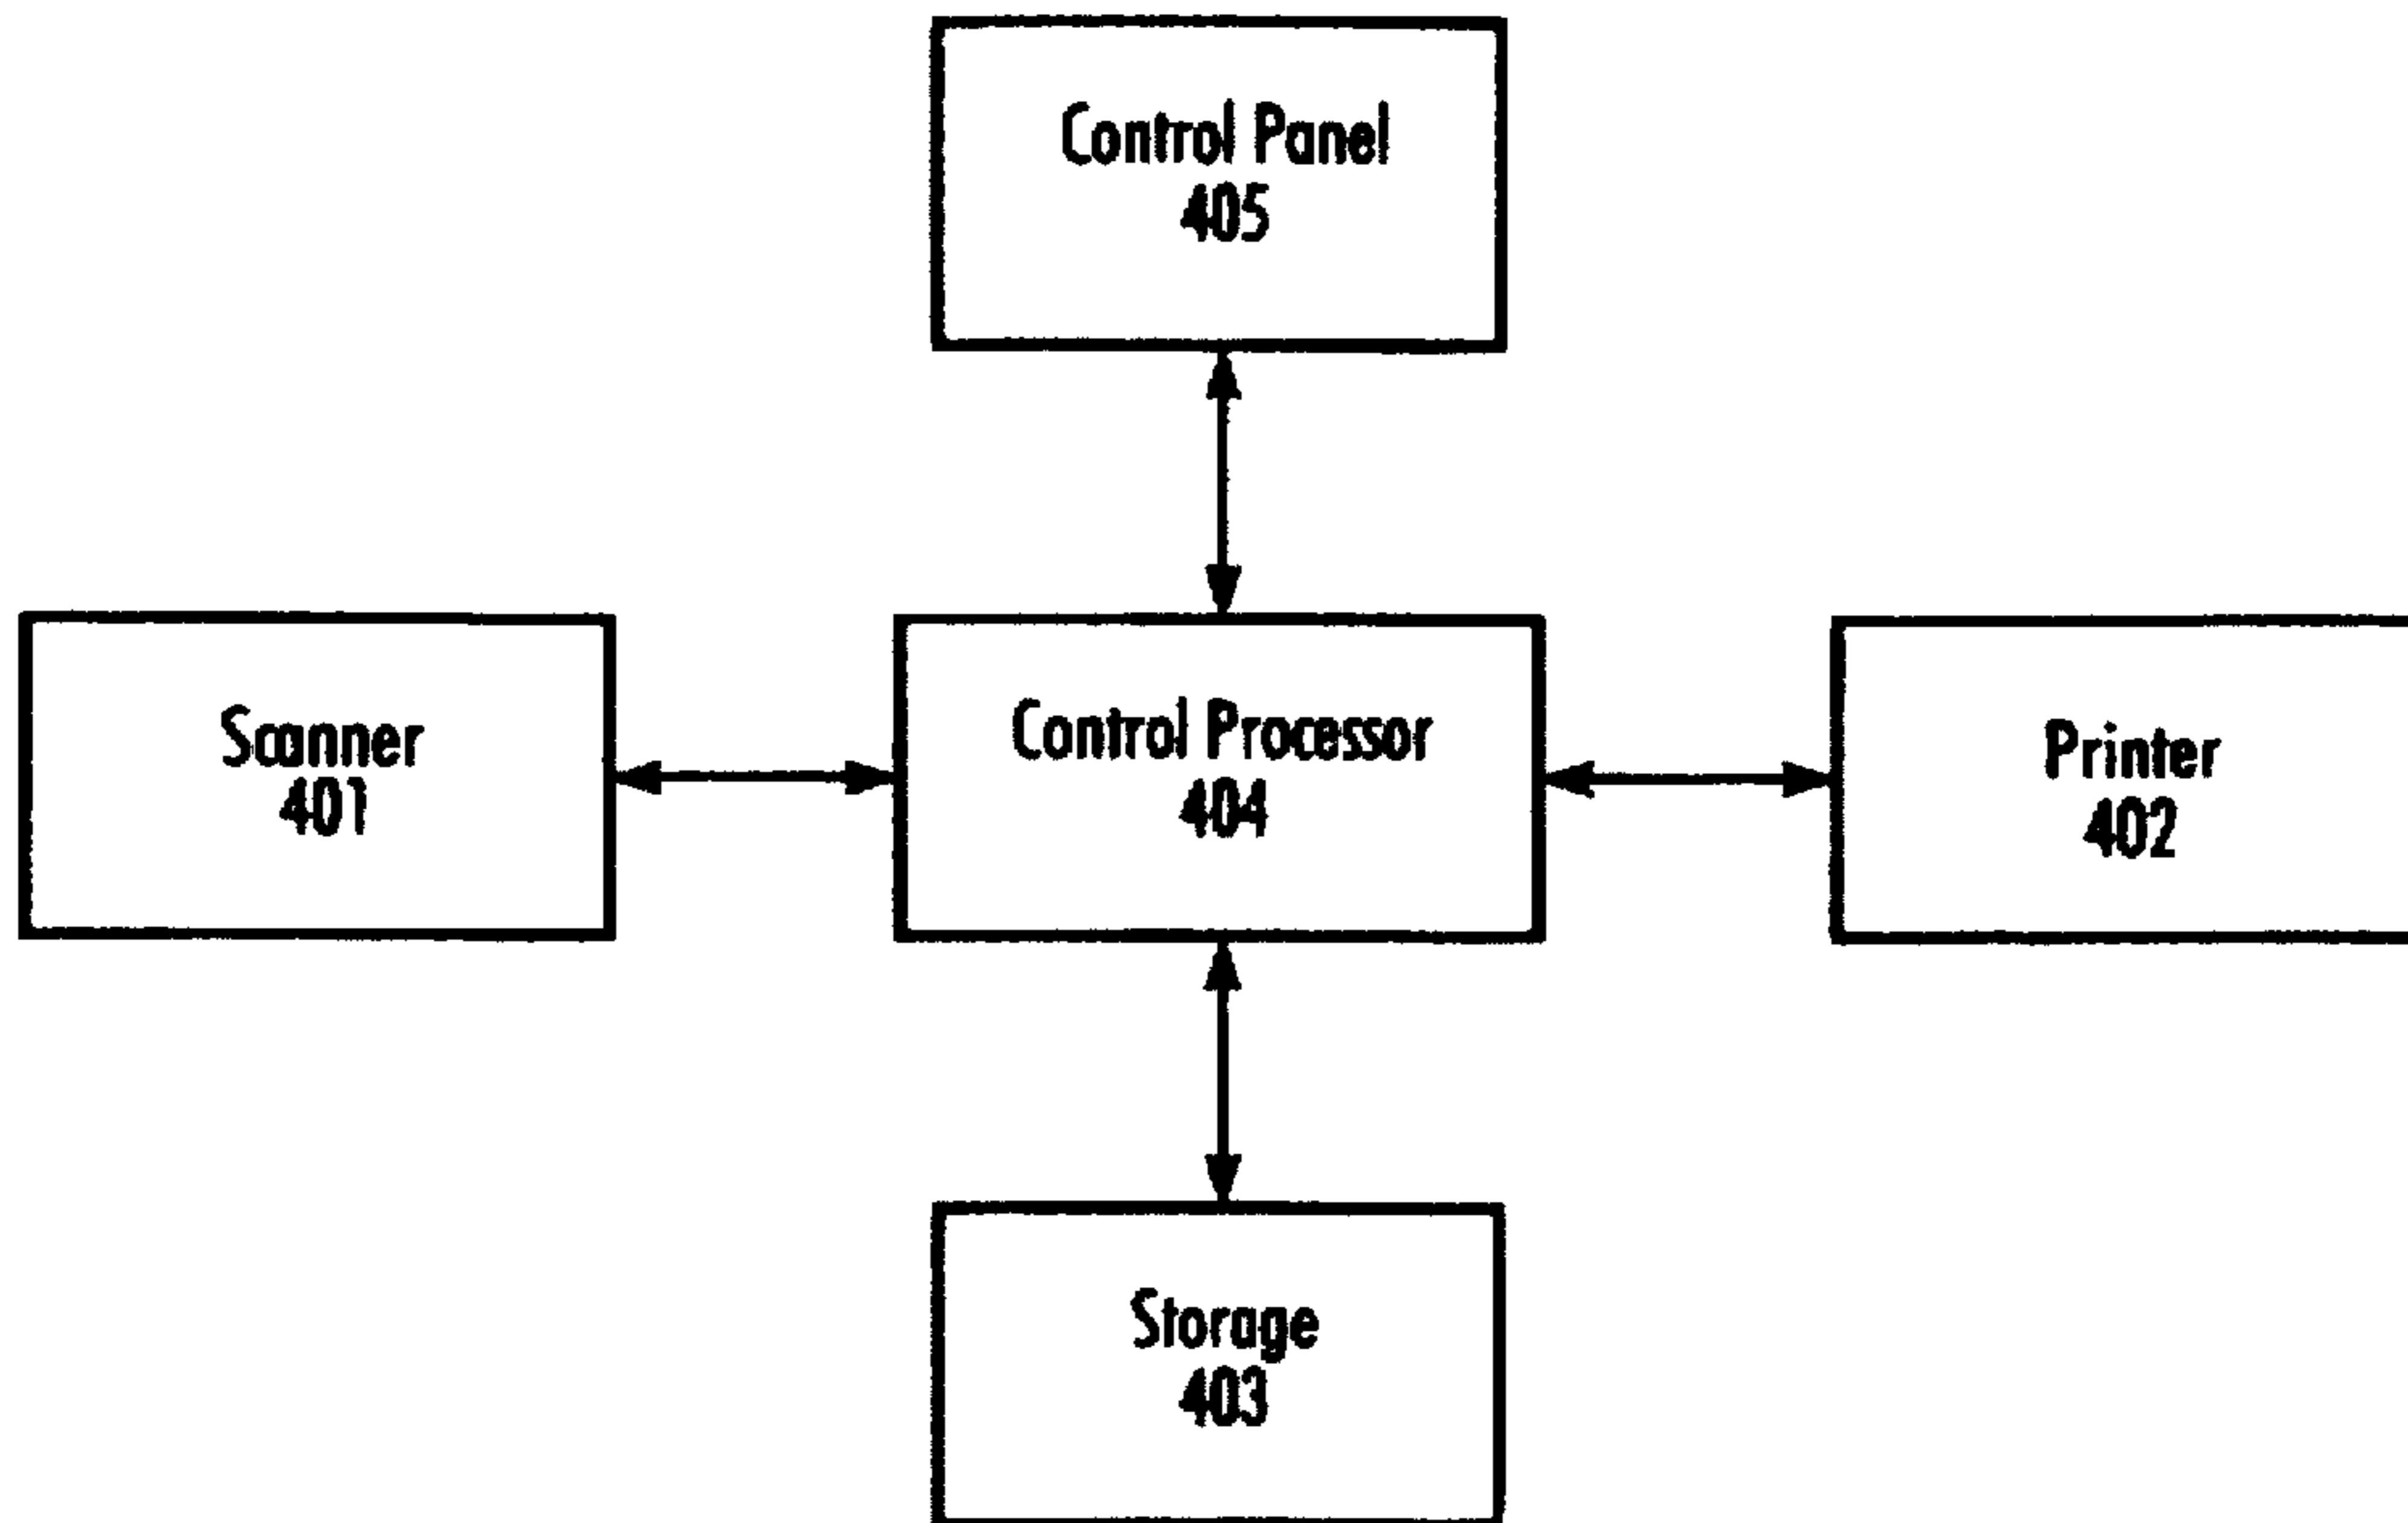 Control Panel
405
Scanner
401
Control Processor
404
Printer
402
Storage
403